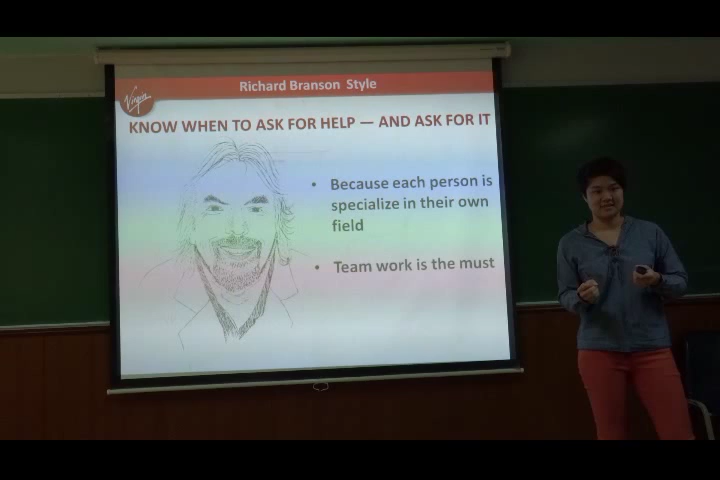 Richard Branson Style
Virgin
KNOW WHEN TO ASK FOR HELP — AND ASK FOR IT
• Because each person is
specialize in their own
field
• Team work is the must